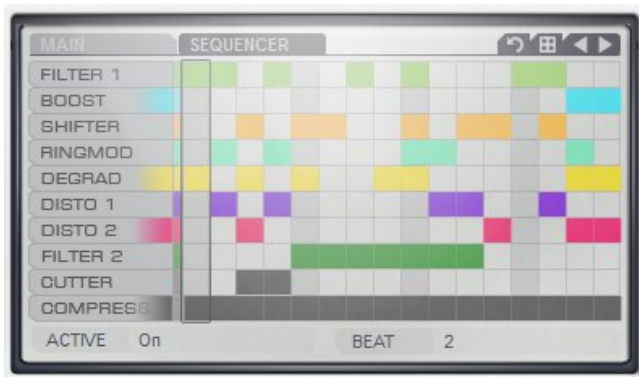 MAIN SEQUENCER
FILTER 1
BOOST
SHIFTER
RINGMOD
DEGRAD
DISTO 1
DISTO 2
FILTER 2
CUTTER
COMPRESS
ACTIVE On BEAT 2